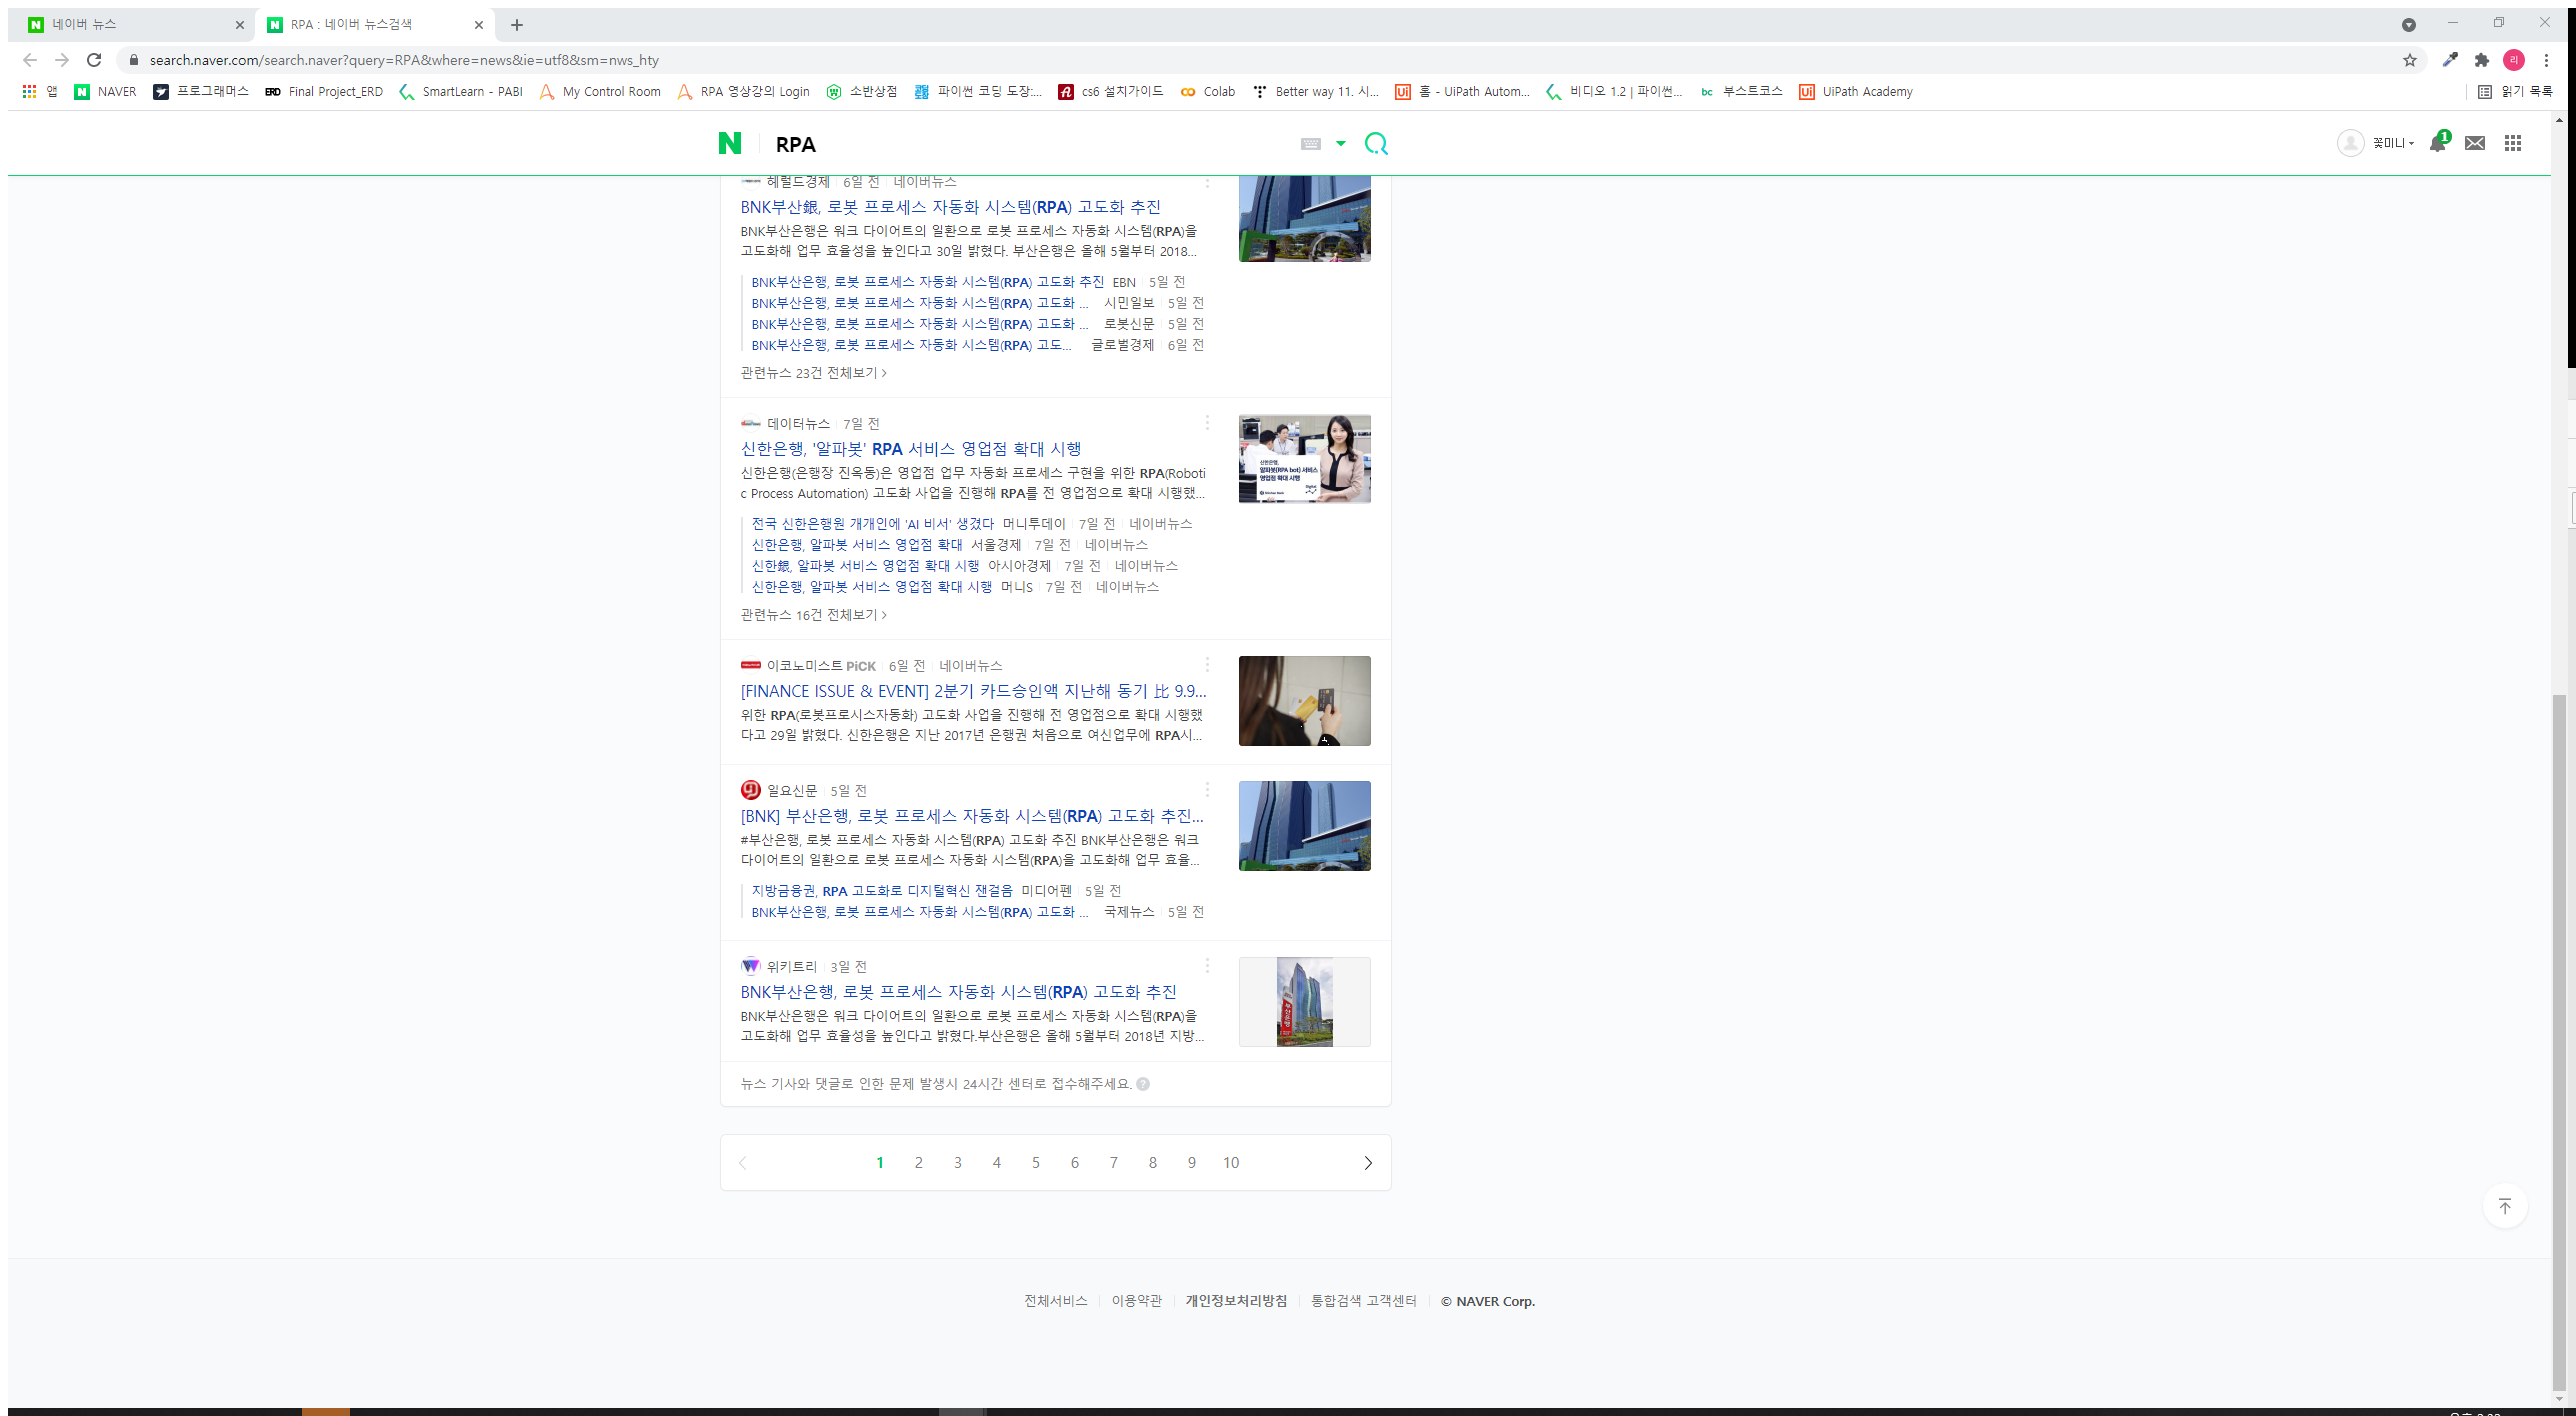 네이버 뉴스
RPA : 네이버 뉴스검색
search.naver.com/search.naver?query=RPA&where=news&ie=utf8&sm=nws_hty
리
앱 NAVER 프로그래머스 ERD Final Project_ERD SmartLearn - PABI My Control Room RPA 영상강의 Login 소반상점 파이썬 코딩 도장:... cs6 설치가이드 Colab Better way 11. 시... Ui 홈 - UiPath Autom... 비디오 1.2 | 파이썬... bc 부스트코스 Ui UiPath Academy 읽기 목록
N RPA 꽃미니 1
헤럴드경제 6일 전 네이버뉴스
BNK부산銀, 로봇 프로세스 자동화 시스템(RPA) 고도화 추진
BNK부산은행은 워크 다이어트의 일환으로 로봇 프로세스 자동화 시스템(RPA)을
고도화해 업무 효율성을 높인다고 30일 밝혔다. 부산은행은 올해 5월부터 2018...
BNK부산은행, 로봇 프로세스 자동화 시스템(RPA) 고도화 추진 EBN 5일 전
BNK부산은행, 로봇 프로세스 자동화 시스템(RPA) 고도화 ... 시민일보 5일 전
BNK부산은행, 로봇 프로세스 자동화 시스템(RPA) 고도화 ... 로봇신문 5일 전
BNK부산은행, 로봇 프로세스 자동화 시스템(RPA) 고도... 글로벌경제 6일 전
관련뉴스 23건 전체보기 >
데이터뉴스 7일 전
신한은행, '알파봇' RPA 서비스 영업점 확대 시행
신한은행(은행장 진옥동)은 영업점 업무 자동화 프로세스 구현을 위한 RPA(Roboti
c Process Automation) 고도화 사업을 진행해 RPA를 전 영업점으로 확대 시행했...
신한은행,
알파봇(RPA bot) 서비스
영업점 확대 시행
전국 신한은행원 개개인에 'AI 비서' 생겼다 머니투데이 7일 전 네이버뉴스
신한은행, 알파봇 서비스 영업점 확대 서울경제 7일 전 네이버뉴스
신한銀, 알파봇 서비스 영업점 확대 시행 아시아경제 7일 전 네이버뉴스
신한은행, 알파봇 서비스 영업점 확대 시행 머니S 7일 전 네이버뉴스
관련뉴스 16건 전체보기 >
이코노미스트 PiCK 6일 전 네이버뉴스
[FINANCE ISSUE & EVENT] 2분기 카드승인액 지난해 동기 比 9.9...
위한 RPA(로봇프로시스자동화) 고도화 사업을 진행해 전 영업점으로 확대 시행했
다고 29일 밝혔다. 신한은행은 지난 2017년 은행권 처음으로 여신업무에 RPA시...
일요신문 5일 전
[BNK] 부산은행, 로봇 프로세스 자동화 시스템(RPA) 고도화 추진...
#부산은행, 로봇 프로세스 자동화 시스템(RPA) 고도화 추진 BNK부산은행은 워크
다이어트의 일환으로 로봇 프로세스 자동화 시스템(RPA)을 고도화해 업무 효율...
지방금융권, RPA 고도화로 디지털혁신 잰걸음 미디어펜 5일 전
BNK부산은행, 로봇 프로세스 자동화 시스템(RPA) 고도화 ... 국제뉴스 5일 전
위키트리 3일 전
BNK부산은행, 로봇 프로세스 자동화 시스템(RPA) 고도화 추진
BNK부산은행은 워크 다이어트의 일환으로 로봇 프로세스 자동화 시스템(RPA)을
고도화해 업무 효율성을 높인다고 밝혔다.부산은행은 올해 5월부터 2018년 지방...
부산은행
뉴스 기사와 댓글로 인한 문제 발생시 24시간 센터로 접수해주세요. ?
1 2 3 4 5 6 7 8 9 10
전체서비스 이용약관 개인정보처리방침 통합검색 고객센터 © NAVER Corp.